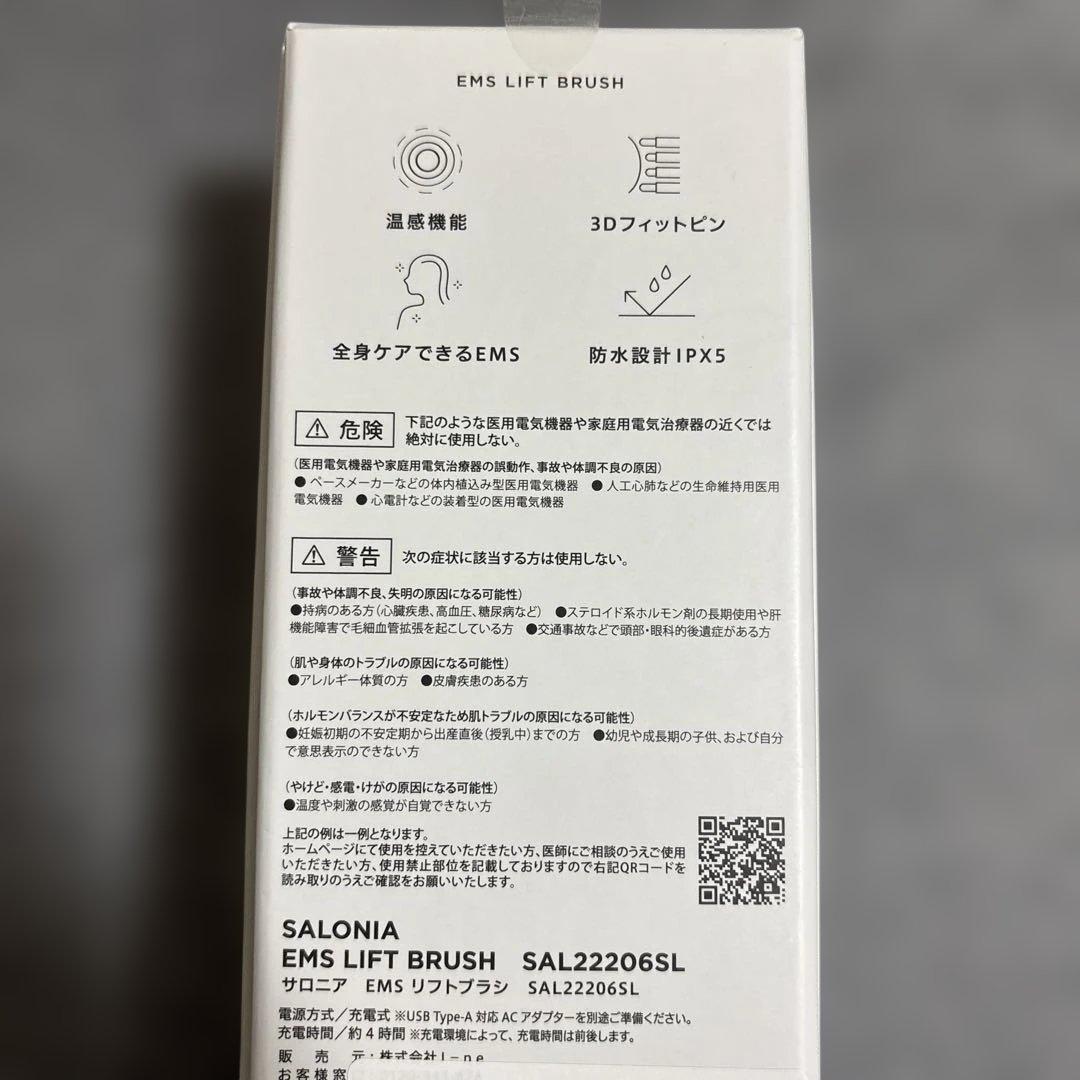 EMS LIFT BRUSH
温感機能
3Dフィットピン
全身ケアできるEMS
防水設計IPX5
危険
下記のような医用電気機器や家庭用電気治療器の近くでは
絶対に使用しない。
(医用電気機器や家庭用電気治療器の誤動作、事故や体調不良の原因)
● ペースメーカーなどの体内植込み型医用電気機器 ● 人工心肺などの生命維持用医用
電気機器 ● 心電計などの装着型の医用電気機器
警告
次の症状に該当する方は使用しない。
(事故や体調不良、失明の原因になる可能性)
●持病のある方(心臓疾患、高血圧、糖尿病など) ●ステロイド系ホルモン剤の長期使用や肝
機能障害で毛細血管拡張を起こしている方 ●交通事故などで頭部・眼科的後遺症がある方
(肌や身体のトラブルの原因になる可能性)
●アレルギー体質の方 ●皮膚疾患のある方
(ホルモンバランスが不安定なため肌トラブルの原因になる可能性)
●妊娠初期の不安定期から出産直後(授乳中)までの方 ●幼児や成長期の子供、および自分
で意思表示のできない方
(やけど・感電・けがの原因になる可能性)
●温度や刺激の感覚が自覚できない方
上記の例は一例となります。
ホームページにて使用を控えていただきたい方、医師にご相談のうえご使用
いただきたい方、使用禁止部位を記載しておりますので右記QRコードを
読み取りのうえご確認をお願いいたします。
SALONIA
EMS LIFT BRUSH SAL22206SL
サロニア EMS リフトブラシ SAL22206SL
電源方式/充電式 ※USB Type-A 対応 AC アダプターを別途ご準備ください。
充電時間/約4時間 ※充電環境によって、充電時間は前後します。
販売元:株式会社I-ne
お客様窓